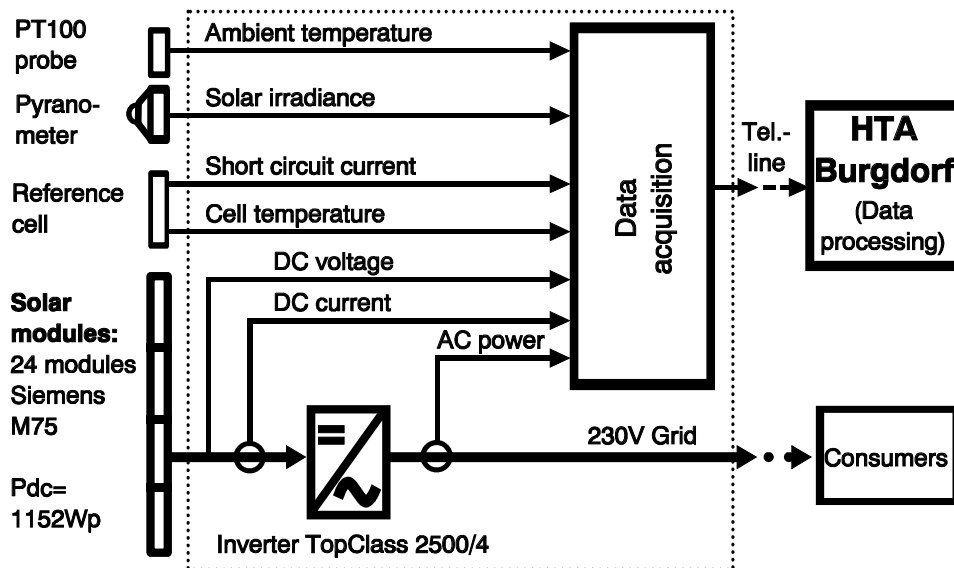 PT100
probe
Ambient temperature
Pyrano-
meter
Solar irradiance
Reference
cell
Short circuit current
Cell temperature
DC voltage
DC current
AC power
Data
acquisition
Tel.-
line
HTA
Burgdorf
(Data
processing)
Solar
modules:
24 modules
Siemens
M75
Pdc=
1152Wp
230V Grid
Consumers
Inverter TopClass 2500/4